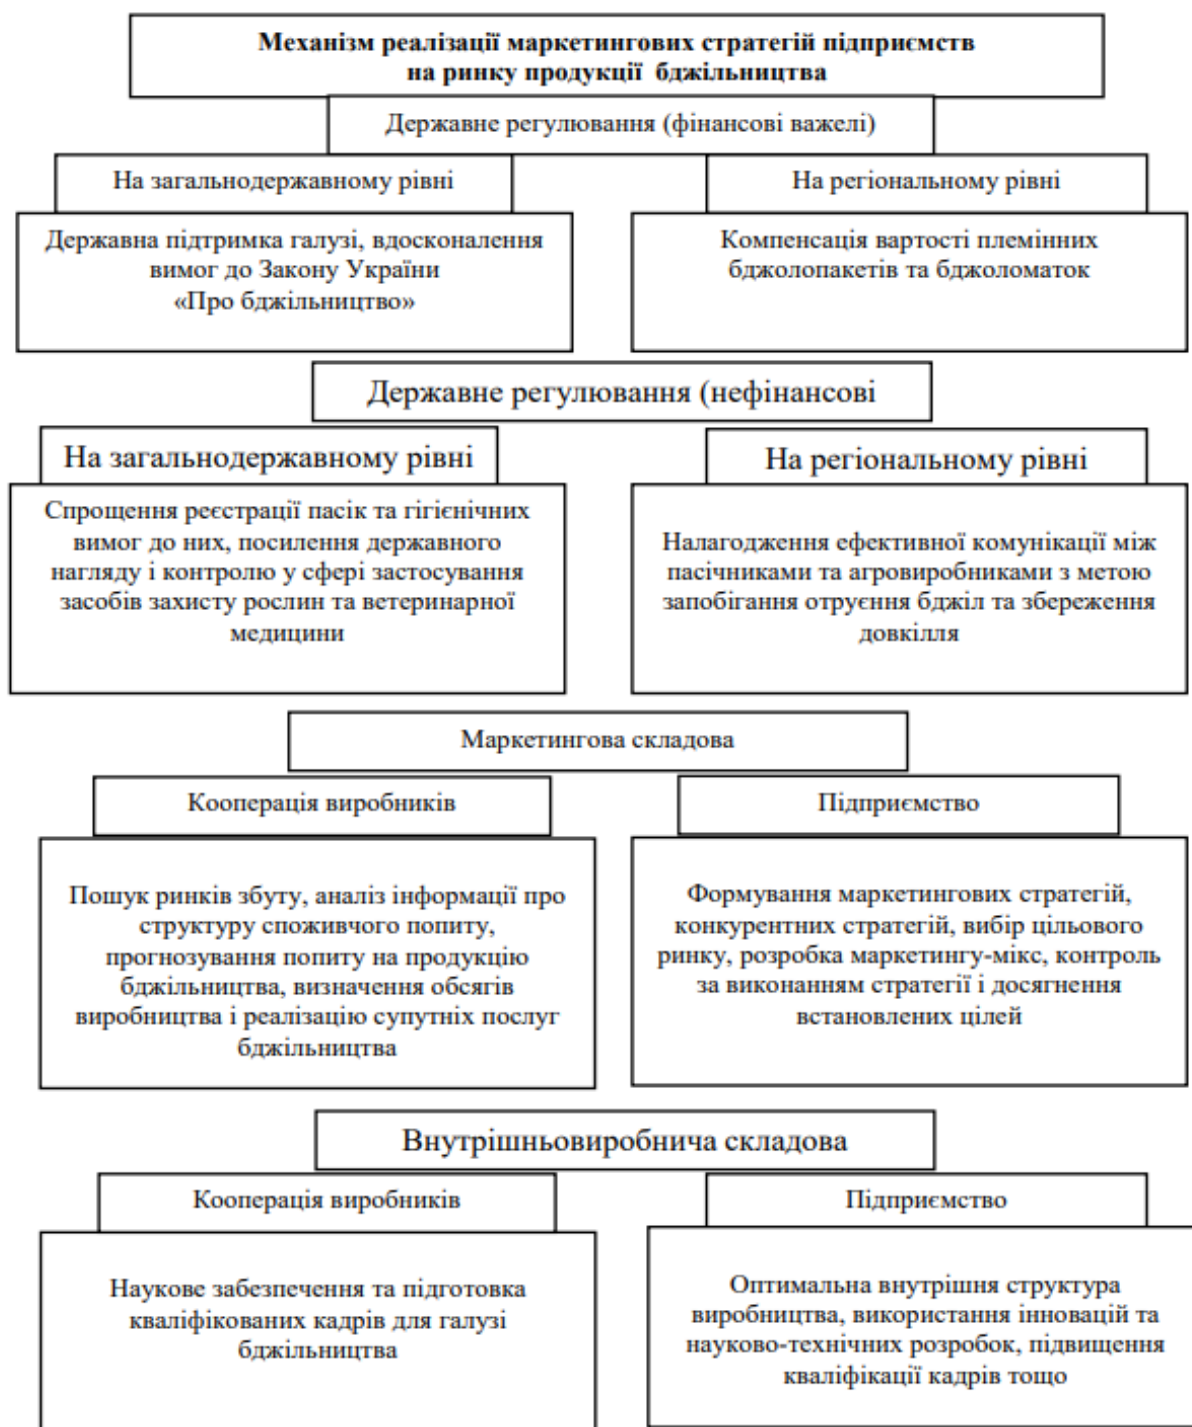 Механізм реалізації маркетингових стратегій підприємств
на ринку продукції бджільництва
Державне регулювання (фінансові важелі)
На загальнодержавному рівні
На регіональному рівні
Державна підтримка галузі, вдосконалення
вимог до Закону України
«Про бджільництво»
Компенсація вартості племінних
бджолопакетів та бджоломаток
Державне регулювання (нефінансові
На загальнодержавному рівні
На регіональному рівні
Спрощення реєстрації пасік та гігієнічних
вимог до них, посилення державного
нагляду і контролю у сфері застосування
засобів захисту рослин та ветеринарної
медицини
Налагодження ефективної комунікації між
пасічниками та агровиробниками з метою
запобігання отруєння бджіл та збереження
довкілля
Маркетингова складова
Кооперація виробників
Підприємство
Пошук ринків збуту, аналіз інформації про
структуру споживчого попиту,
прогнозування попиту на продукцію
бджільництва, визначення обсягів
виробництва і реалізацію супутніх послуг
бджільництва
Формування маркетингових стратегій,
конкурентних стратегій, вибір цільового
ринку, розробка маркетингу-мікс, контроль
за виконанням стратегії і досягнення
встановлених цілей
Внутрішньовиробнича складова
Кооперація виробників
Підприємство
Наукове забезпечення та підготовка
кваліфікованих кадрів для галузі
бджільництва
Оптимальна внутрішня структура
виробництва, використання інновацій та
науково-технічних розробок, підвищення
кваліфікації кадрів тощо